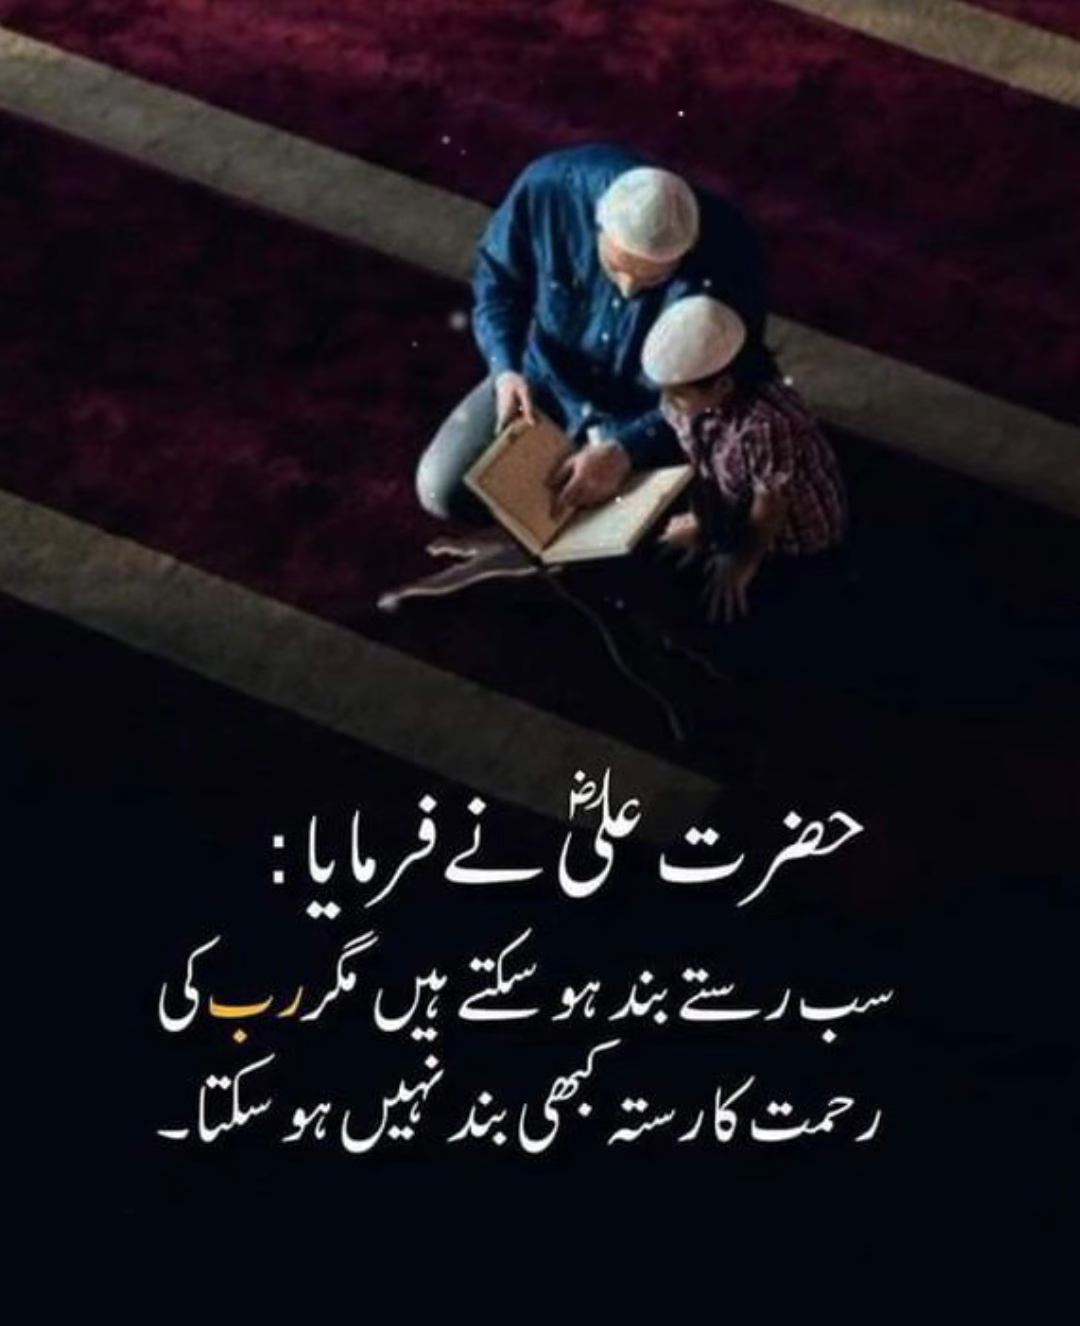 حضرت علیؓ نے فرمایا :
سب رستے بند ہو سکتے ہیں مگر رب کی
رحمت کا رستہ کبھی بند نہیں ہو سکتا۔